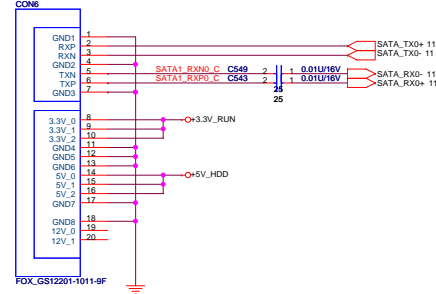 CON6
GND1 1
RXP 2 SATA_TX0+ 11
RXN 3 SATA_TX0- 11
GND2 4
TXN 5 SATA1_RXN0_C C549 2 1 0.01U/16V SATA_RX0- 11
TXP 6 SATA1_RXP0_C C543 2 1 0.01U/16V SATA_RX0+ 11
GND3 7
25
25
3.3V_0 8 +3.3V_RUN
3.3V_1 9
3.3V_2 10
GND4 11
GND5 12
GND6 13
5V_0 14 +5V_HDD
5V_1 15
5V_2 16
GND7 17
GND8 18
12V_0 19
12V_1 20
FOX_GS12201-1011-9F